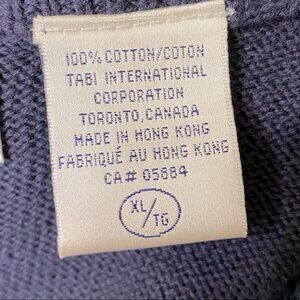 100% COTTON/COTON
TABI INTERNATIONAL
CORPORATION
TORONTO, CANADA
MADE IN HONG KONG
FABRIQUÉ AU HONG KONG
CA# 05884
XL/TG